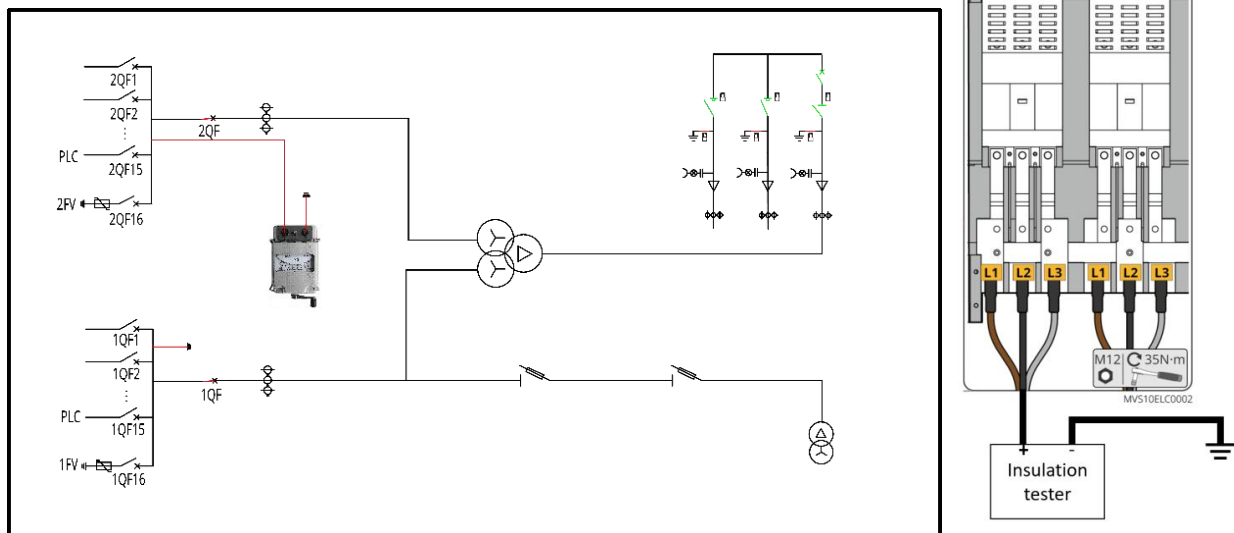 2QF1
2QF2
2QF
PLC
2QF15
2FV
2QF16
1QF1
1QF2
1QF
PLC
1QF15
1FV
1QF16
L1 L2 L3 L1 L2 L3
M12 35N·m
MVS10ELC0002
+ -
Insulation
tester